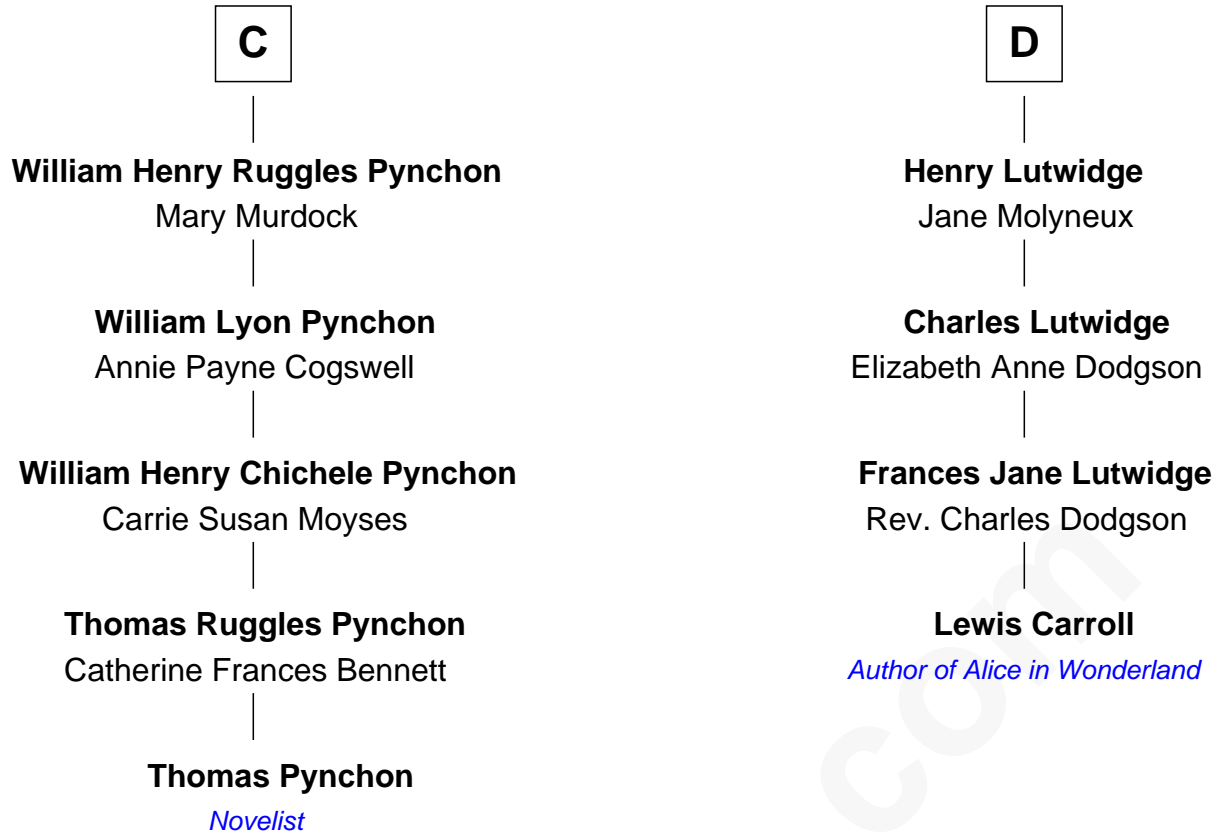 C
William Henry Ruggles Pynchon
Mary Murdock
William Lyon Pynchon
Annie Payne Cogswell
William Henry Chichele Pynchon
Carrie Susan Moyses
Thomas Ruggles Pynchon
Catherine Frances Bennett
Thomas Pynchon
Novelist
D
Henry Lutwidge
Jane Molyneux
Charles Lutwidge
Elizabeth Anne Dodgson
Frances Jane Lutwidge
Rev. Charles Dodgson
Lewis Carroll
Author of Alice in Wonderland
com